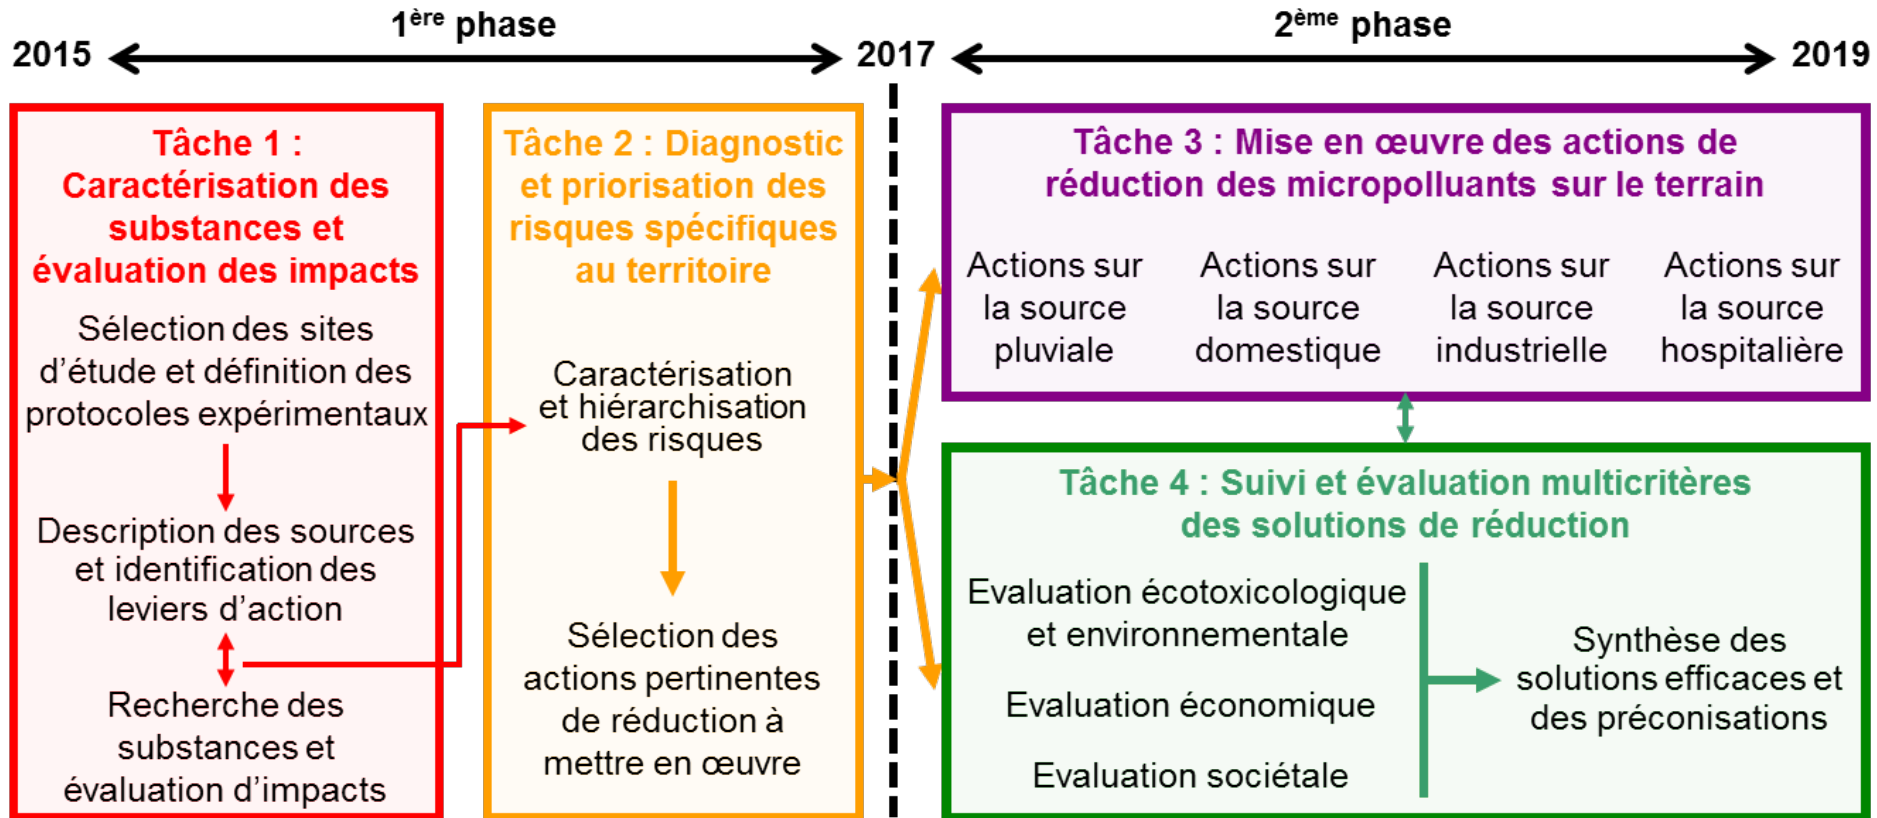 1ère phase
2ème phase
2015
2017
2019
Tâche 1 :
Caractérisation des
substances et
évaluation des impacts
Sélection des sites
d’étude et définition des
protocoles expérimentaux
Description des sources
et identification des
leviers d’action
Recherche des
substances et
évaluation d’impacts
Tâche 2 : Diagnostic
et priorisation des
risques spécifiques
au territoire
Caractérisation
et hiérarchisation
des risques
Sélection des
actions pertinentes
de réduction à
mettre en œuvre
Tâche 3 : Mise en œuvre des actions de
réduction des micropolluants sur le terrain
Actions sur
la source
pluviale
Actions sur
la source
domestique
Actions sur
la source
industrielle
Actions sur
la source
hospitalière
Tâche 4 : Suivi et évaluation multicritères
des solutions de réduction
Evaluation écotoxicologique
et environnementale
Evaluation économique
Evaluation sociétale
Synthèse des
solutions efficaces et
des préconisations